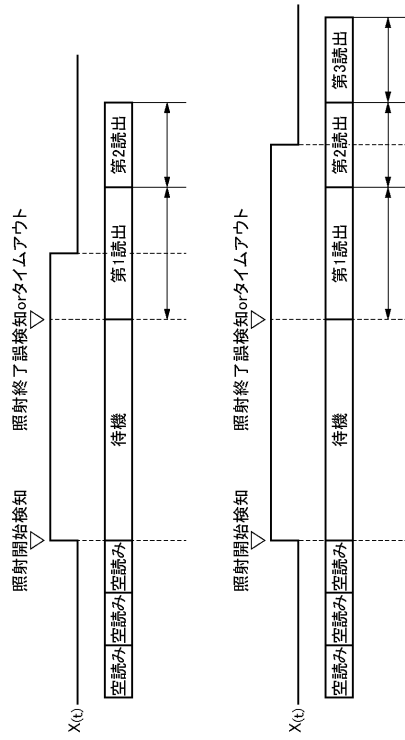 照射開始検知
照射終了誤検知orタイムアウト
X(t)
空読み
空読み
空読み
待機
第1読出
第2読出
照射開始検知
照射終了誤検知orタイムアウト
X(t)
空読み
空読み
空読み
待機
第1読出
第2読出
第3読出